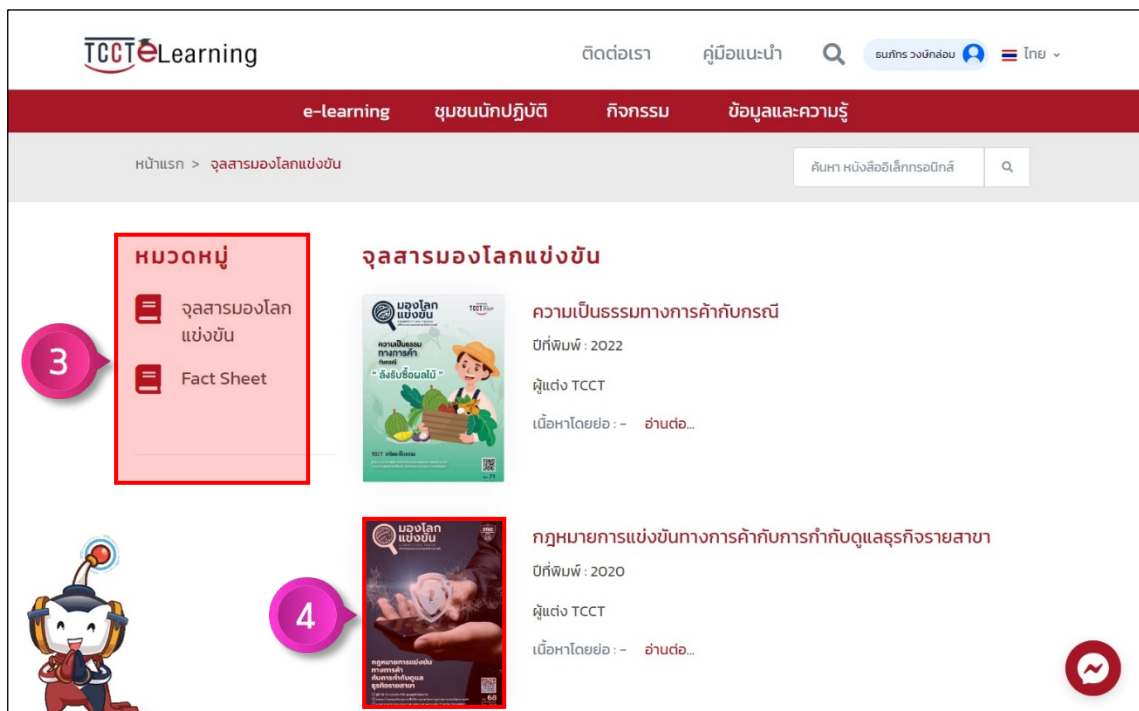 TCCTeLearning
ติดต่อเรา คู่มือแนะนำ ธนภัทร วงษ์กล่อม ไทย
e-learning ชุมชนนักปฏิบัติ กิจกรรม ข้อมูลและความรู้
หน้าแรก > จุลสารมองโลกแข่งขัน
ค้นหา หนังสืออิเล็กทรอนิกส์
หมวดหมู่
จุลสารมองโลก
แข่งขัน
Fact Sheet
3
จุลสารมองโลกแข่งขัน
มองโลก
แข่งขัน
TCCT
ความเป็นธรรม
ทางการค้า
กับกรณี
"ล้งรับซื้อผลไม้"
71
ความเป็นธรรมทางการค้ากับกรณี
ปีที่พิมพ์ : 2022
ผู้แต่ง TCCT
เนื้อหาโดยย่อ : - อ่านต่อ...
4
มองโลก
แข่งขัน
กฎหมายการแข่งขัน
ทางการค้า
กับการกำกับดูแล
ธุรกิจรายสาขา
68
กฎหมายการแข่งขันทางการค้ากับการกำกับดูแลธุรกิจรายสาขา
ปีที่พิมพ์ : 2020
ผู้แต่ง TCCT
เนื้อหาโดยย่อ : - อ่านต่อ...